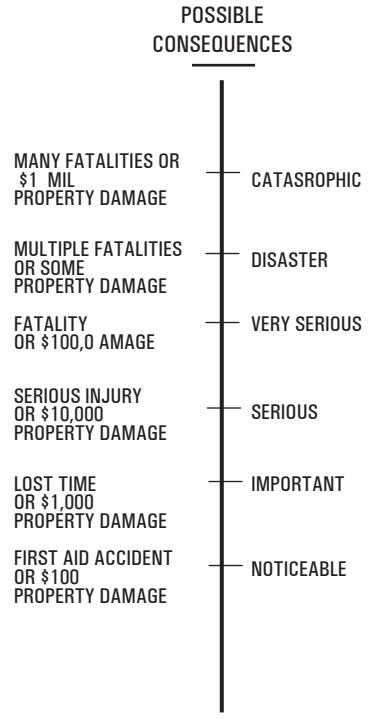 POSSIBLE
CONSEQUENCES
MANY FATALITIES OR
$1 MIL
PROPERTY DAMAGE
CATASROPHIC
MULTIPLE FATALITIES
OR SOME
PROPERTY DAMAGE
DISASTER
FATALITY
OR $100,0 AMAGE
VERY SERIOUS
SERIOUS INJURY
OR $10,000
PROPERTY DAMAGE
SERIOUS
LOST TIME
OR $1,000
PROPERTY DAMAGE
IMPORTANT
FIRST AID ACCIDENT
OR $100
PROPERTY DAMAGE
NOTICEABLE